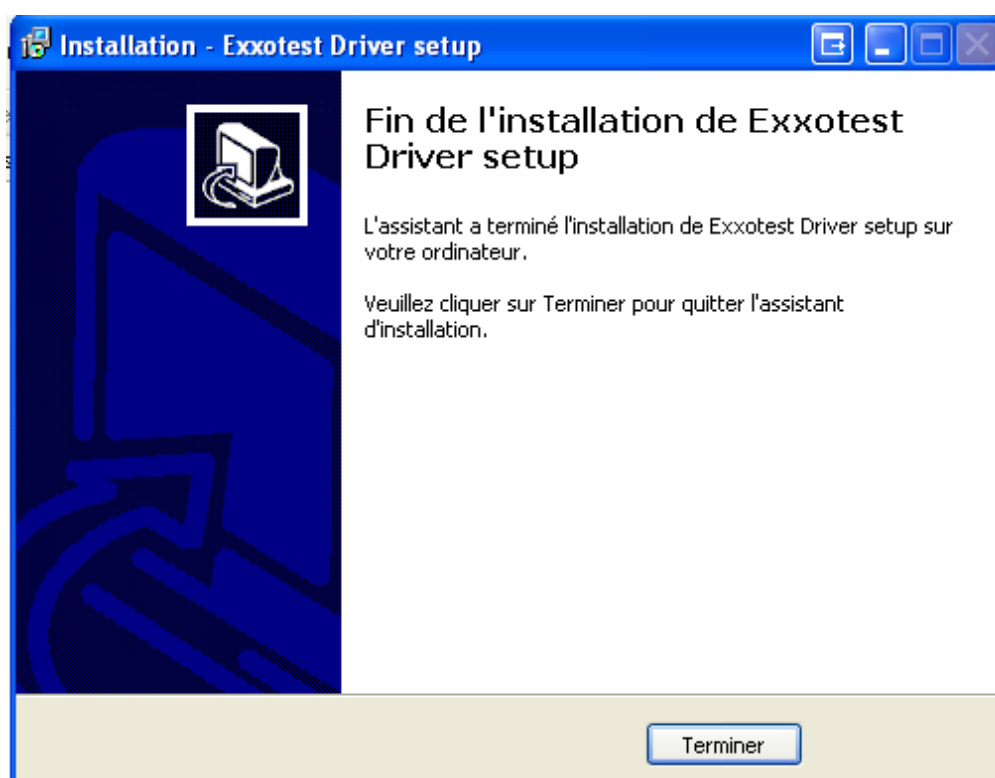 Installation - Exxotest Driver setup
Fin de l'installation de Exxotest
Driver setup
L'assistant a terminé l'installation de Exxotest Driver setup sur
votre ordinateur.
Veuillez cliquer sur Terminer pour quitter l'assistant
d'installation.
Terminer